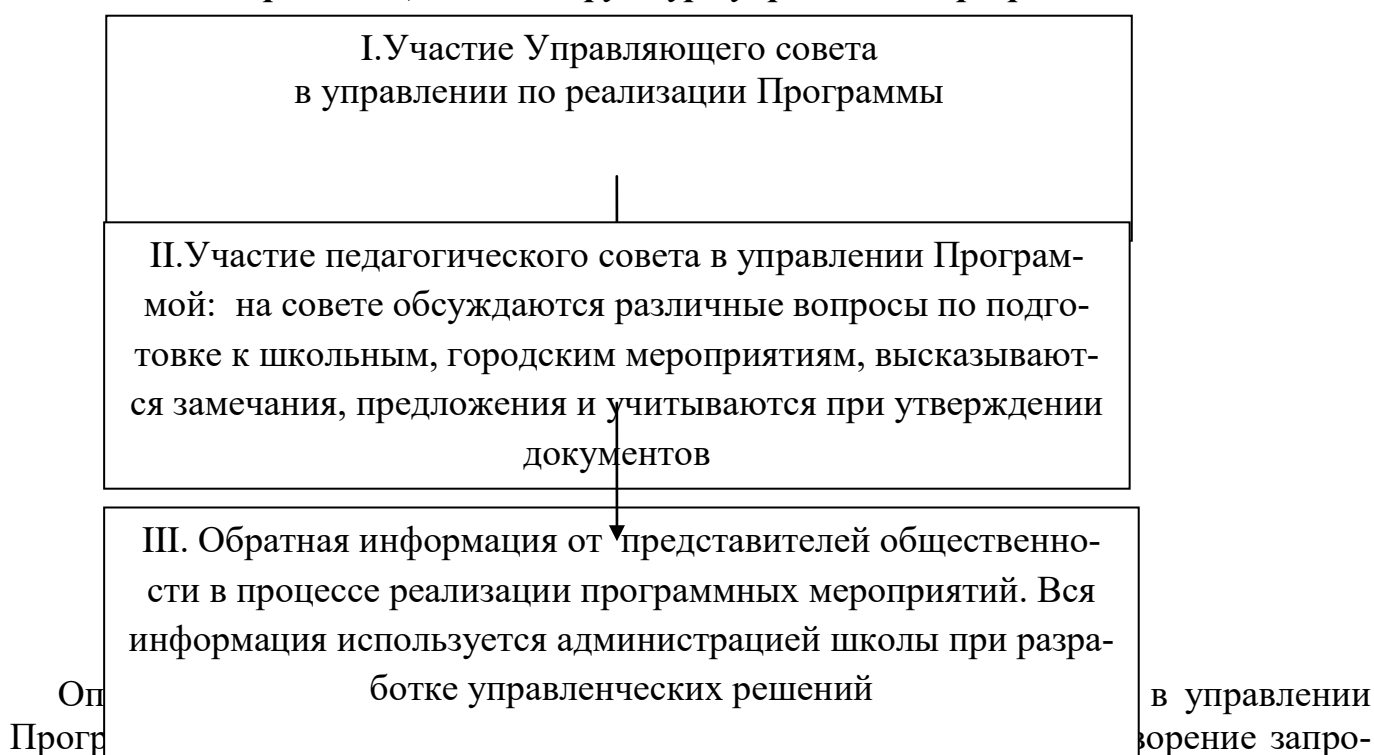 I.Участие Управляющего совета
в управлении по реализации Программы
II.Участие педагогического совета в управлении Програм-
мой: на совете обсуждаются различные вопросы по подго-
товке к школьным, городским мероприятиям, высказывают-
ся замечания, предложения и учитываются при утверждении
документов
III. Обратная информация от представителей общественно-
сти в процессе реализации программных мероприятий. Вся
информация используется администрацией школы при разра-
ботке управленческих решений
в управлении
запро-